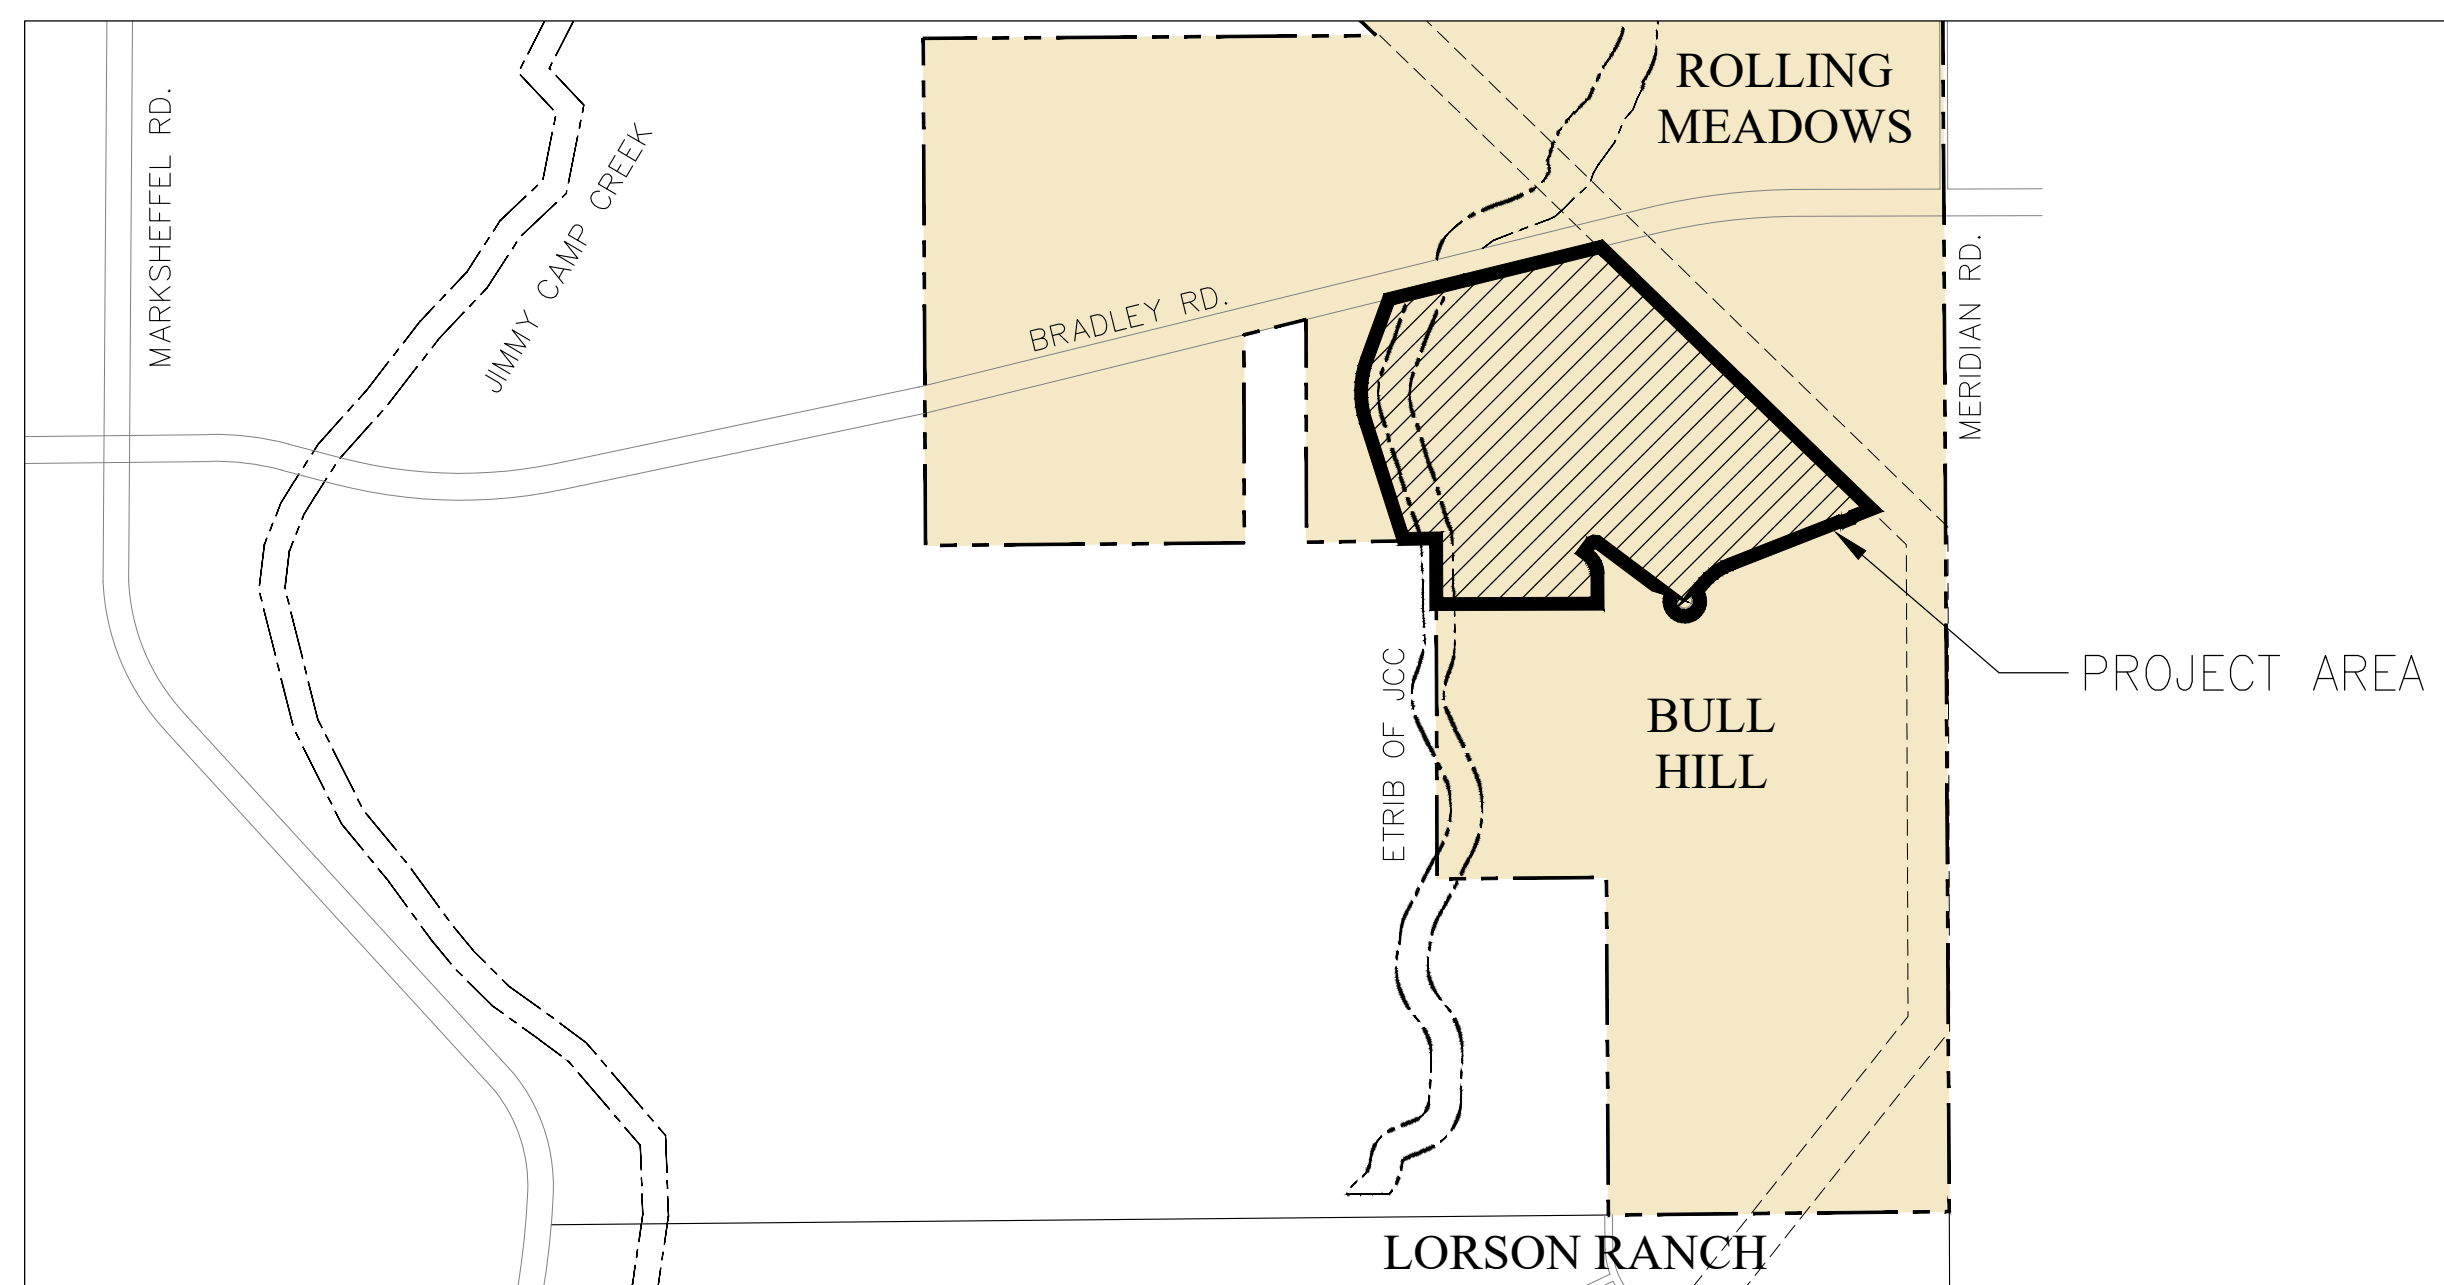 ROLLING
MEADOWS
MARKSHEFFEL RD.
JIMMY CAMP CREEK
BRADLEY RD.
MERIDIAN RD.
PROJECT AREA
ETRIB OF JCC
BULL
HILL
LORSON RANCH